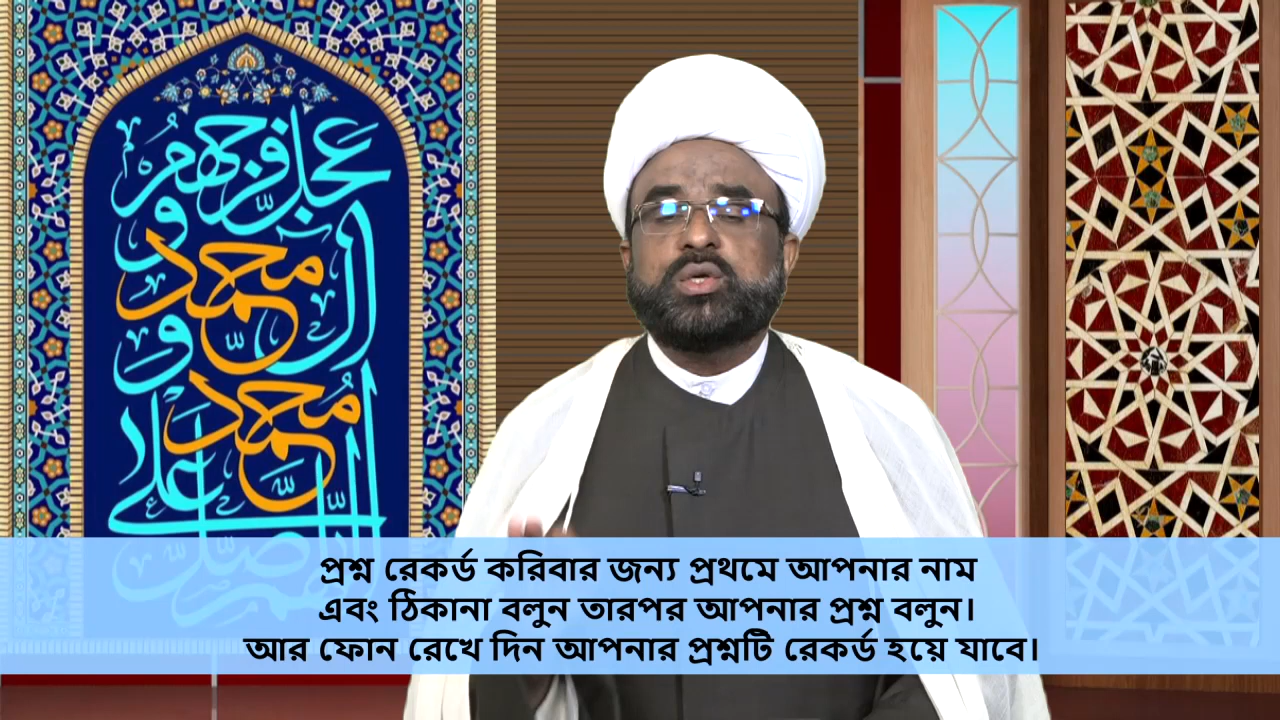 عجل فرجهم
و
آل محمد
و
محمد
صل على
اللهم
প্রশ্ন রেকর্ড করিবার জন্য প্রথমে আপনার নাম
এবং ঠিকানা বলুন তারপর আপনার প্রশ্ন বলুন।
আর ফোন রেখে দিন আপনার প্রশ্নটি রেকর্ড হয়ে যাবে।